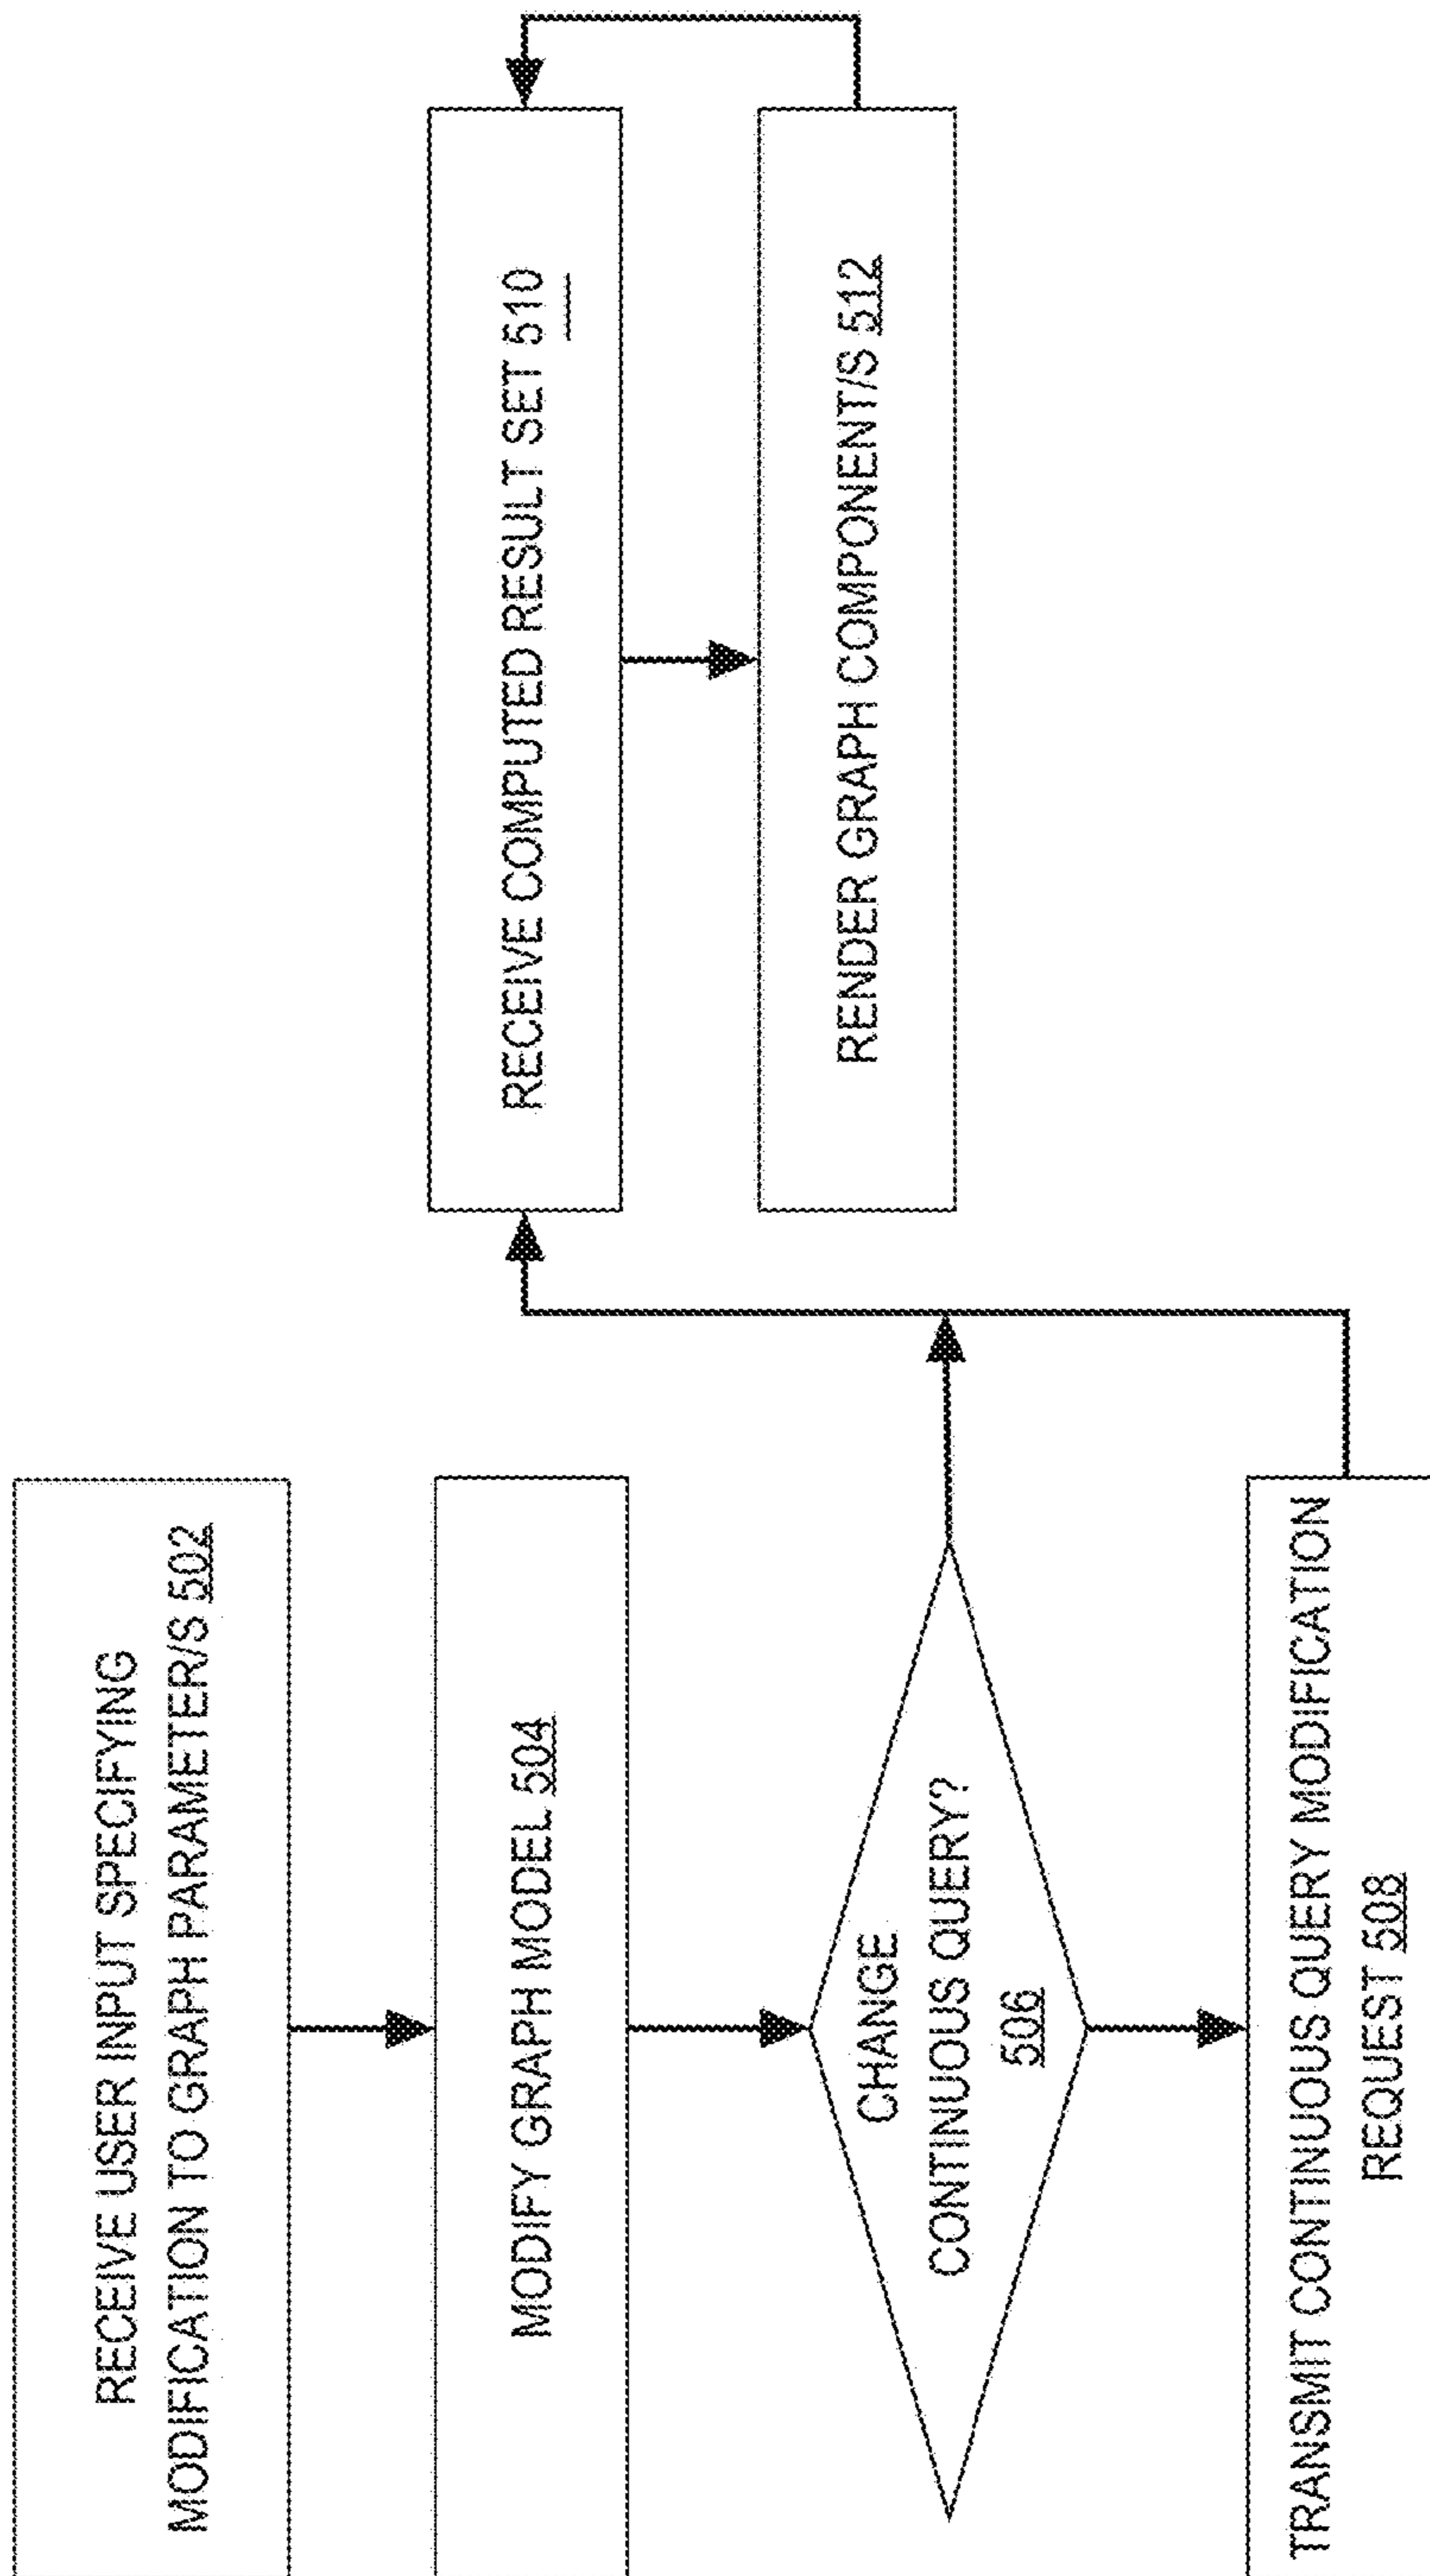 RECEIVE USER INPUT SPECIFYING
MODIFICATION TO GRAPH PARAMETER/S 502
MODIFY GRAPH MODEL 504
CHANGE
CONTINUOUS QUERY?
506
TRANSMIT CONTINUOUS QUERY MODIFICATION
REQUEST 508
RECEIVE COMPUTED RESULT SET 510
RENDER GRAPH COMPONENT/S 512